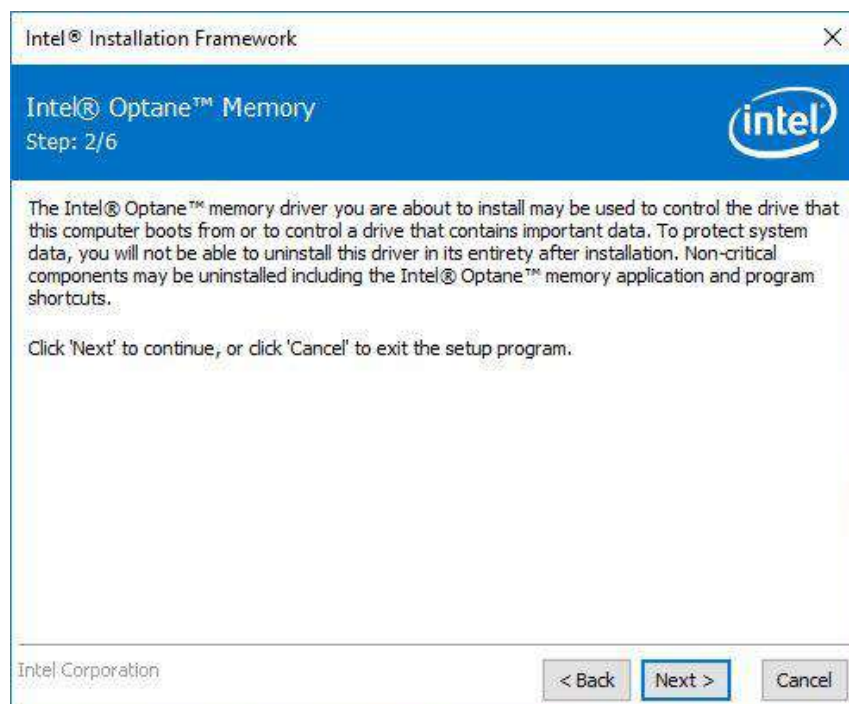 Intel® Installation Framework
Intel® Optane™ Memory
Step: 2/6
intel
The Intel® Optane™ memory driver you are about to install may be used to control the drive that
this computer boots from or to control a drive that contains important data. To protect system
data, you will not be able to uninstall this driver in its entirety after installation. Non-critical
components may be uninstalled including the Intel® Optane™ memory application and program
shortcuts.
Click 'Next' to continue, or click 'Cancel' to exit the setup program.
Intel Corporation
< Back
Next >
Cancel